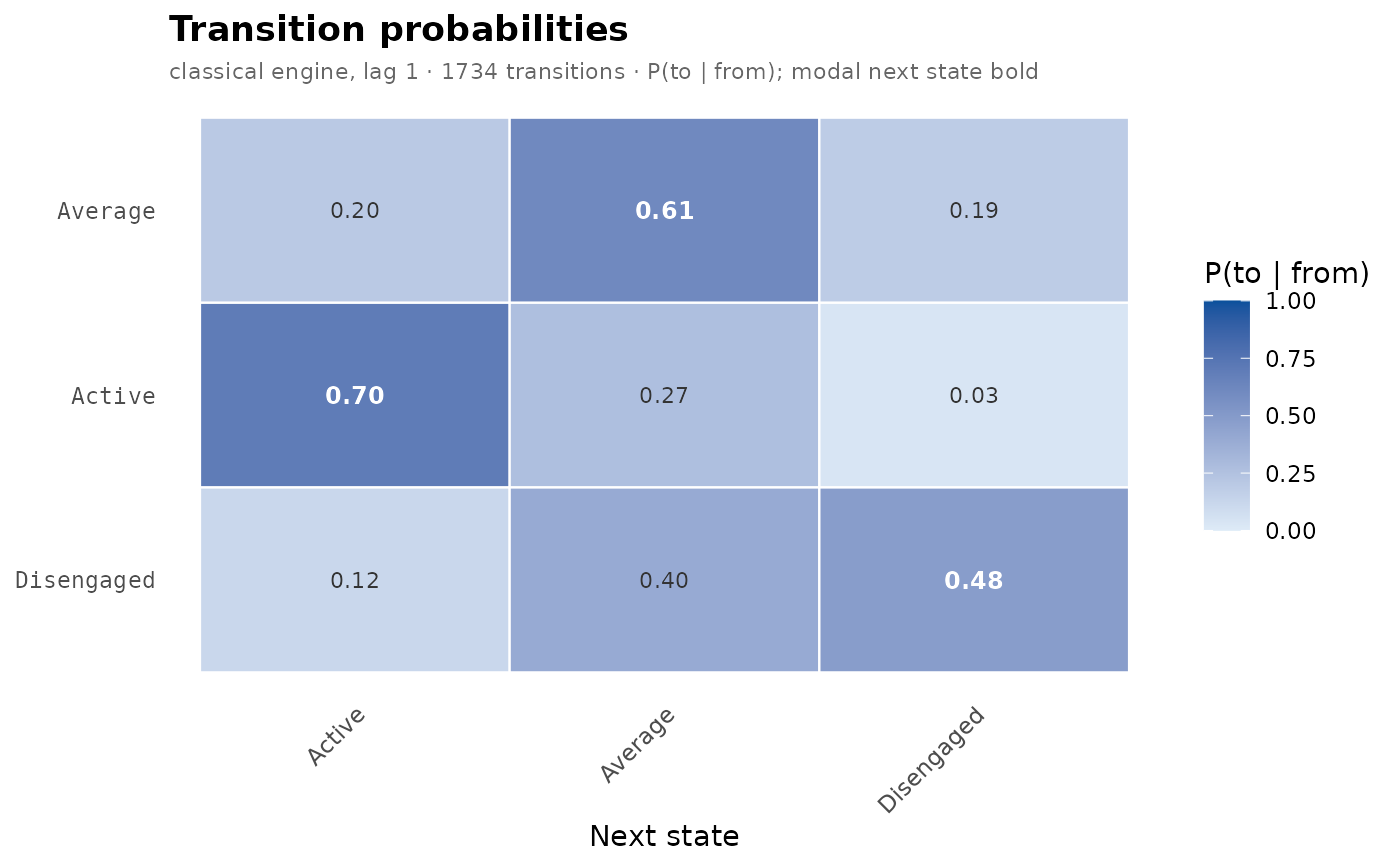 Transition probabilities
classical engine, lag 1 · 1734 transitions · P(to | from); modal next state bold
Average 0.20 0.61 0.19
Active 0.70 0.27 0.03
Disengaged 0.12 0.40 0.48
Active Average Disengaged
Next state
P(to | from)
1.00
0.75
0.50
0.25
0.00